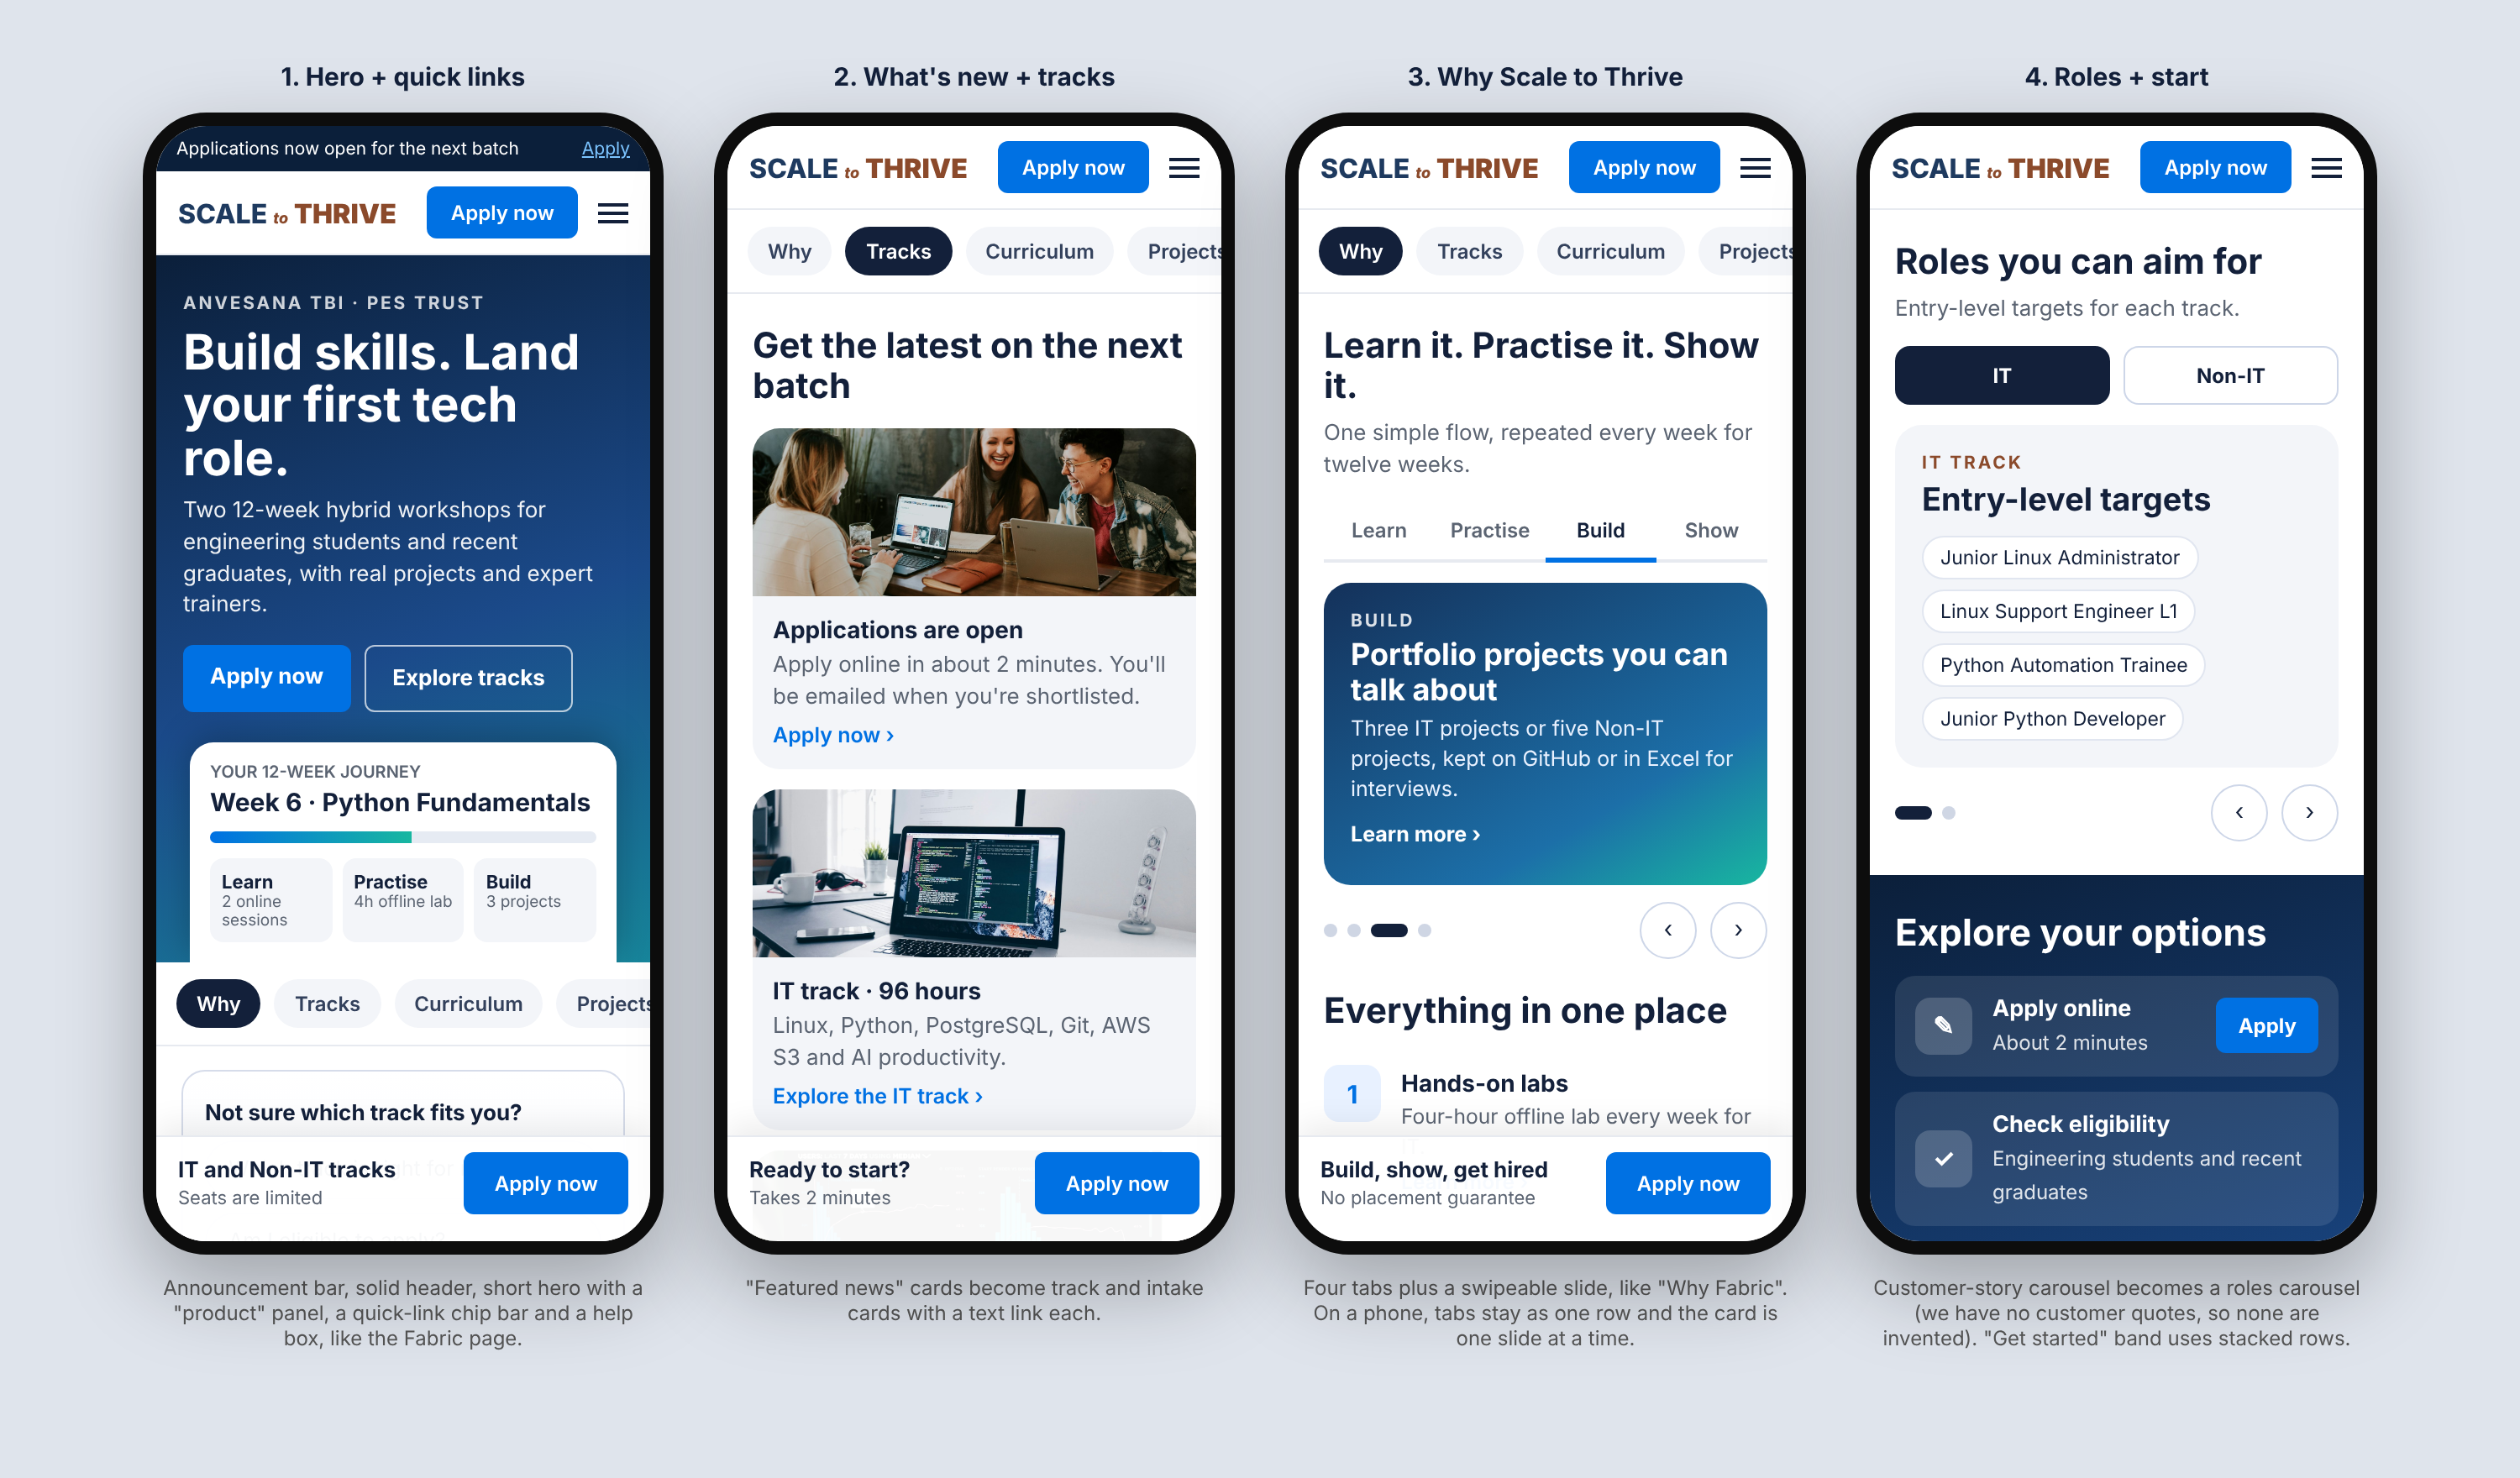 1. Hero + quick links
Applications now open for the next batch
Apply
SCALE to THRIVE
Apply now
ANVESANA TBI · PES TRUST
Build skills. Land
your first tech
role.
Two 12-week hybrid workshops for
engineering students and recent
graduates, with real projects and expert
trainers.
Apply now
Explore tracks
YOUR 12-WEEK JOURNEY
Week 6 · Python Fundamentals
Learn
2 online
sessions
Practise
4h offline lab
Build
3 projects
Why
Tracks
Curriculum
Projects
Not sure which track fits you?
IT and Non-IT tracks
Seats are limited
Apply now
Announcement bar, solid header, short hero with a
"product" panel, a quick-link chip bar and a help
box, like the Fabric page.
2. What's new + tracks
SCALE to THRIVE
Apply now
Why
Tracks
Curriculum
Projects
Get the latest on the next
batch
Applications are open
Apply online in about 2 minutes. You'll
be emailed when you're shortlisted.
Apply now ›
IT track · 96 hours
Linux, Python, PostgreSQL, Git, AWS
S3 and AI productivity.
Explore the IT track ›
Ready to start?
Takes 2 minutes
Apply now
"Featured news" cards become track and intake
cards with a text link each.
3. Why Scale to Thrive
SCALE to THRIVE
Apply now
Why
Tracks
Curriculum
Projects
Learn it. Practise it. Show
it.
One simple flow, repeated every week for
twelve weeks.
Learn
Practise
Build
Show
BUILD
Portfolio projects you can
talk about
Three IT projects or five Non-IT
projects, kept on GitHub or in Excel for
interviews.
Learn more ›
‹
›
Everything in one place
1
Hands-on labs
Four-hour offline lab every week for
Build, show, get hired
No placement guarantee
Apply now
Four tabs plus a swipeable slide, like "Why Fabric".
On a phone, tabs stay as one row and the card is
one slide at a time.
4. Roles + start
SCALE to THRIVE
Apply now
Roles you can aim for
Entry-level targets for each track.
IT
Non-IT
IT TRACK
Entry-level targets
Junior Linux Administrator
Linux Support Engineer L1
Python Automation Trainee
Junior Python Developer
‹
›
Explore your options
Apply online
About 2 minutes
Apply
Check eligibility
Engineering students and recent
graduates
Customer-story carousel becomes a roles carousel
(we have no customer quotes, so none are
invented). "Get started" band uses stacked rows.